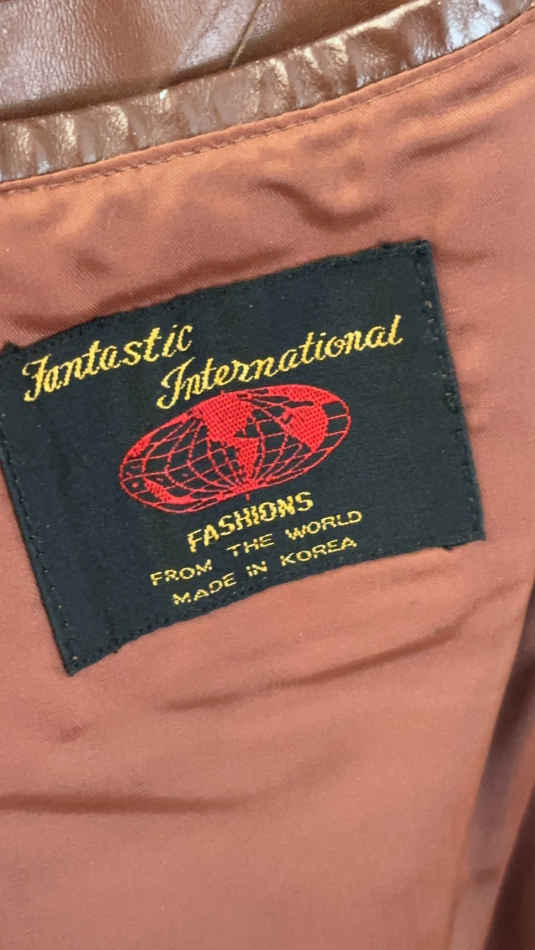 Fantastic
International
FASHIONS
FROM THE WORLD
MADE IN KOREA